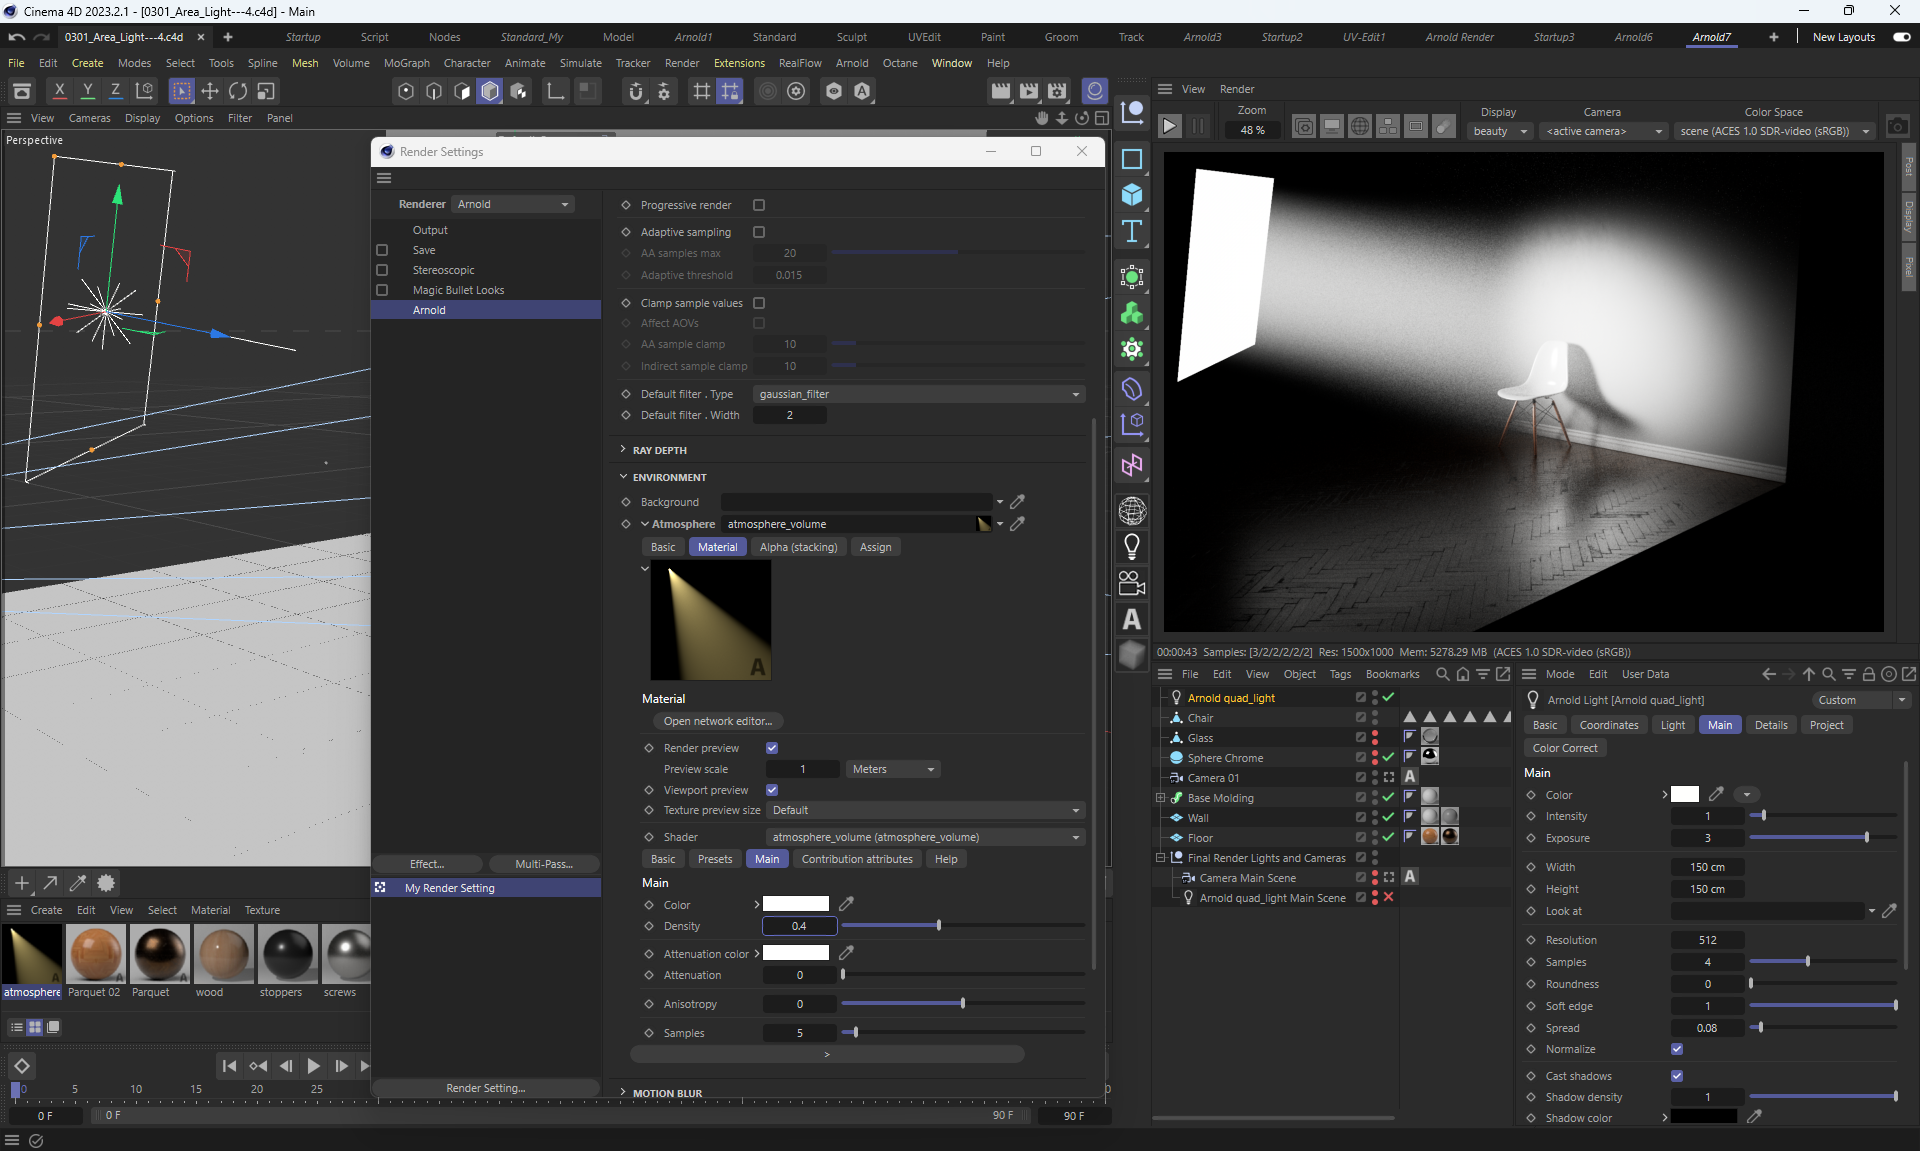 Cinema 4D 2023.2.1 - [0301_Area_Light---4.c4d] - Main
0301_Area_Light---4.c4d × + Startup Script Nodes Standard_My Model Arnold1 Standard Sculpt UVEdit Paint Groom Track Arnold3 Startup2 UV-Edit1 Arnold Render Startup3 Arnold6 Arnold7 + New Layouts
File Edit Create Modes Select Tools Spline Mesh Volume MoGraph Character Animate Simulate Tracker Render Extensions RealFlow Arnold Octane Window Help
X Y Z
View Cameras Display Options Filter Panel
Perspective
Render Settings
Renderer Arnold
Output
Save
Stereoscopic
Magic Bullet Looks
Arnold
Effect... Multi-Pass...
My Render Setting
Render Setting...
Progressive render
Adaptive sampling
AA samples max 20
Adaptive threshold 0.015
Clamp sample values
Affect AOVs
AA sample clamp 10
Indirect sample clamp 10
Default filter . Type gaussian_filter
Default filter . Width 2
RAY DEPTH
ENVIRONMENT
Background
Atmosphere atmosphere_volume
Basic Material Alpha (stacking) Assign
A
Material
Open network editor...
Render preview
Preview scale 1 Meters
Viewport preview
Texture preview size Default
Shader atmosphere_volume (atmosphere_volume)
Basic Presets Main Contribution attributes Help
Main
Color
Density 0.4
Attenuation color
Attenuation 0
Anisotropy 0
Samples 5
>
MOTION BLUR
Create Edit View Select Material Texture
atmosphere Parquet 02 Parquet wood stoppers screws
0 5 10 15 20 25
0 F 0 F 90 F 90 F
View Render
Zoom Display Camera Color Space
48 % beauty <active camera> scene (ACES 1.0 SDR-video (sRGB))
Post
Display
Pixel
00:00:43 Samples: [3/2/2/2/2/2] Res: 1500x1000 Mem: 5278.29 MB (ACES 1.0 SDR-video (sRGB))
File Edit View Object Tags Bookmarks
Arnold quad_light
Chair
Glass
Sphere Chrome
Camera 01 A
Base Molding
Wall
Floor
Final Render Lights and Cameras
Camera Main Scene A
Arnold quad_light Main Scene
Mode Edit User Data
Arnold Light [Arnold quad_light] Custom
Basic Coordinates Light Main Details Project
Color Correct
Main
Color
Intensity 1
Exposure 3
Width 150 cm
Height 150 cm
Look at
Resolution 512
Samples 4
Roundness 0
Soft edge 1
Spread 0.08
Normalize
Cast shadows
Shadow density 1
Shadow color